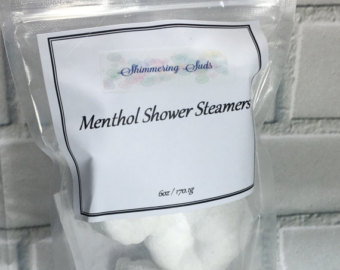 Shimmering Suds
Menthol Shower Steamers
6oz / 170.1g